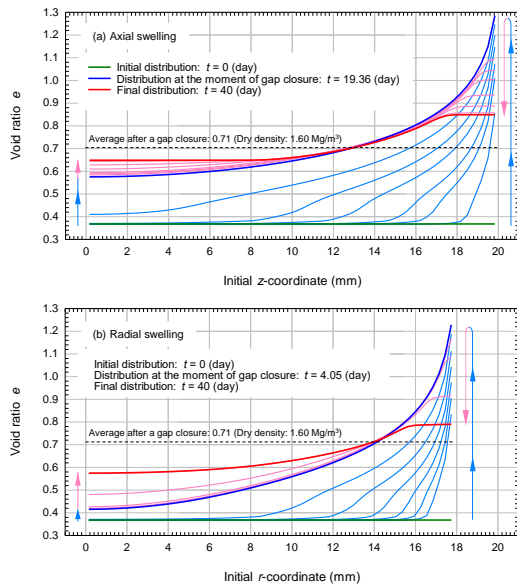 1.3
1.2
1.1
1.0
0.9
0.8
0.7
0.6
0.5
0.4
0.3
Void ratio e
(a) Axial swelling
Initial distribution: t = 0 (day)
Distribution at the moment of gap closure: t = 19.36 (day)
Final distribution: t = 40 (day)
Average after a gap closure: 0.71 (Dry density: 1.60 Mg/m³)
0 2 4 6 8 10 12 14 16 18 20
Initial z-coordinate (mm)
1.3
1.2
1.1
1.0
0.9
0.8
0.7
0.6
0.5
0.4
0.3
Void ratio e
(b) Radial swelling
Initial distribution: t = 0 (day)
Distribution at the moment of gap closure: t = 4.05 (day)
Final distribution: t = 40 (day)
Average after a gap closure: 0.71 (Dry density: 1.60 Mg/m³)
0 2 4 6 8 10 12 14 16 18 20
Initial r-coordinate (mm)